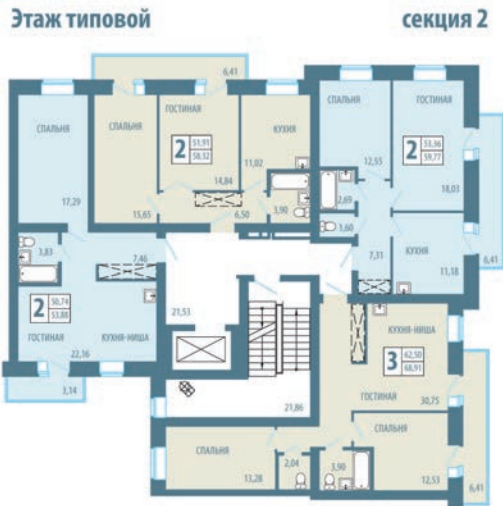 Этаж типовой
секция 2
6,41
СПАЛЬНЯ
17,29
СПАЛЬНЯ
15,65
ГОСТИНАЯ
2
51,91
58,32
14,84
КУХНЯ
11,02
6,50
3,90
СПАЛЬНЯ
12,55
ГОСТИНАЯ
2
53,36
59,77
18,03
2,69
1,60
7,31
КУХНЯ
11,18
6,41
3,83
7,46
2
50,74
53,88
ГОСТИНАЯ
КУХНЯ-НИША
22,16
3,14
21,53
21,86
КУХНЯ-НИША
3
62,50
68,91
ГОСТИНАЯ
30,75
СПАЛЬНЯ
13,28
2,04
3,90
СПАЛЬНЯ
12,53
6,41